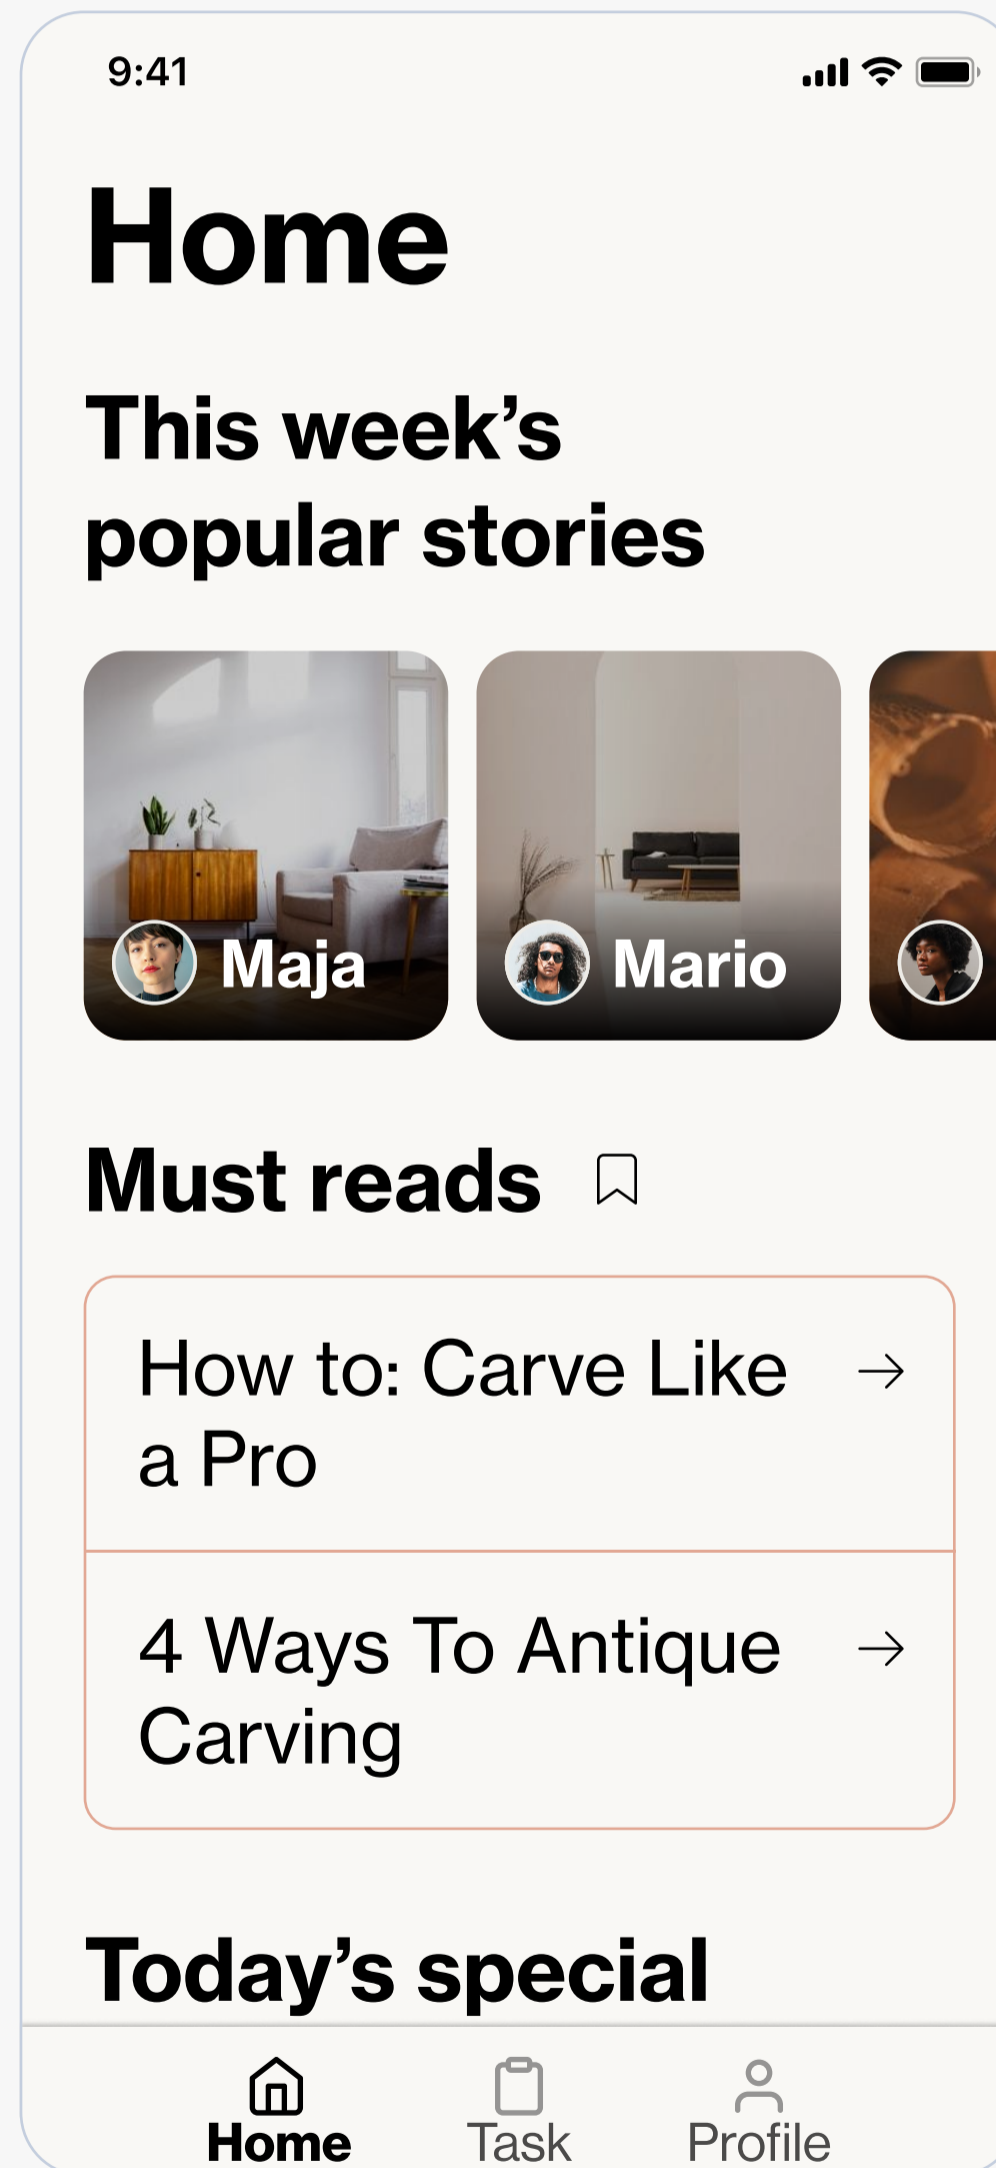 9:41
Home
This week’s
popular stories
Maja
Mario
Must reads
How to: Carve Like
a Pro
4 Ways To Antique
Carving
Today’s special
Home
Task
Profile